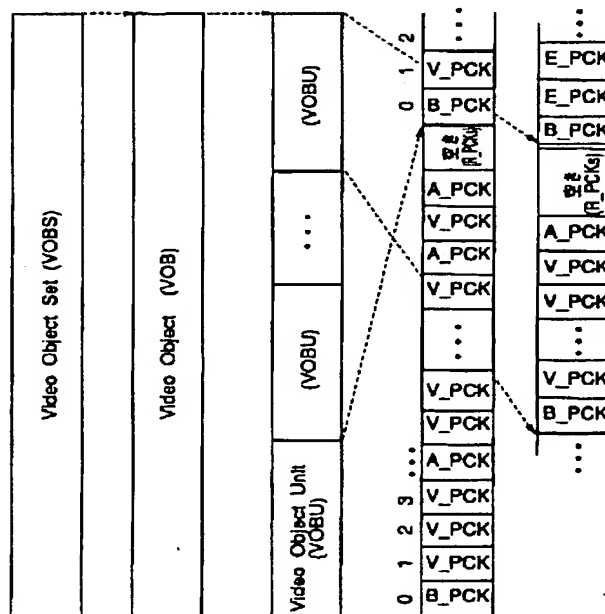 Video Object Set (VOBS)
Video Object (VOB)
(VOBU)
...
(VOBU)
Video Object Unit
(VOBU)
2
1
0
...
3
2
1
0
...
V_PCK
B_PCK
(R_PCKs)
A_PCK
V_PCK
A_PCK
V_PCK
...
V_PCK
V_PCK
A_PCK
V_PCK
V_PCK
V_PCK
B_PCK
...
E_PCK
E_PCK
B_PCK
(R_PCKs)
A_PCK
V_PCK
V_PCK
...
V_PCK
B_PCK
...